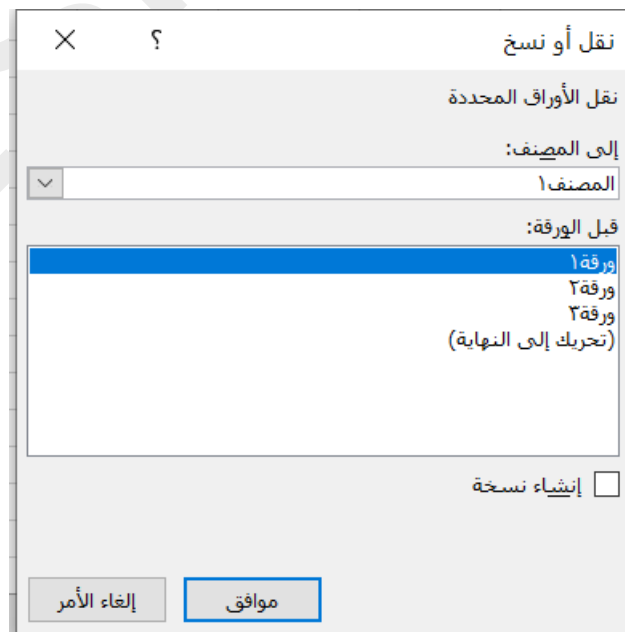 نقل أو نسخ
؟
نقل الأوراق المحددة
إلى المصنف:
المصنف١
قبل الورقة:
ورقة١
ورقة٢
ورقة٣
(تحريك إلى النهاية)
إنشاء نسخة
موافق
إلغاء الأمر